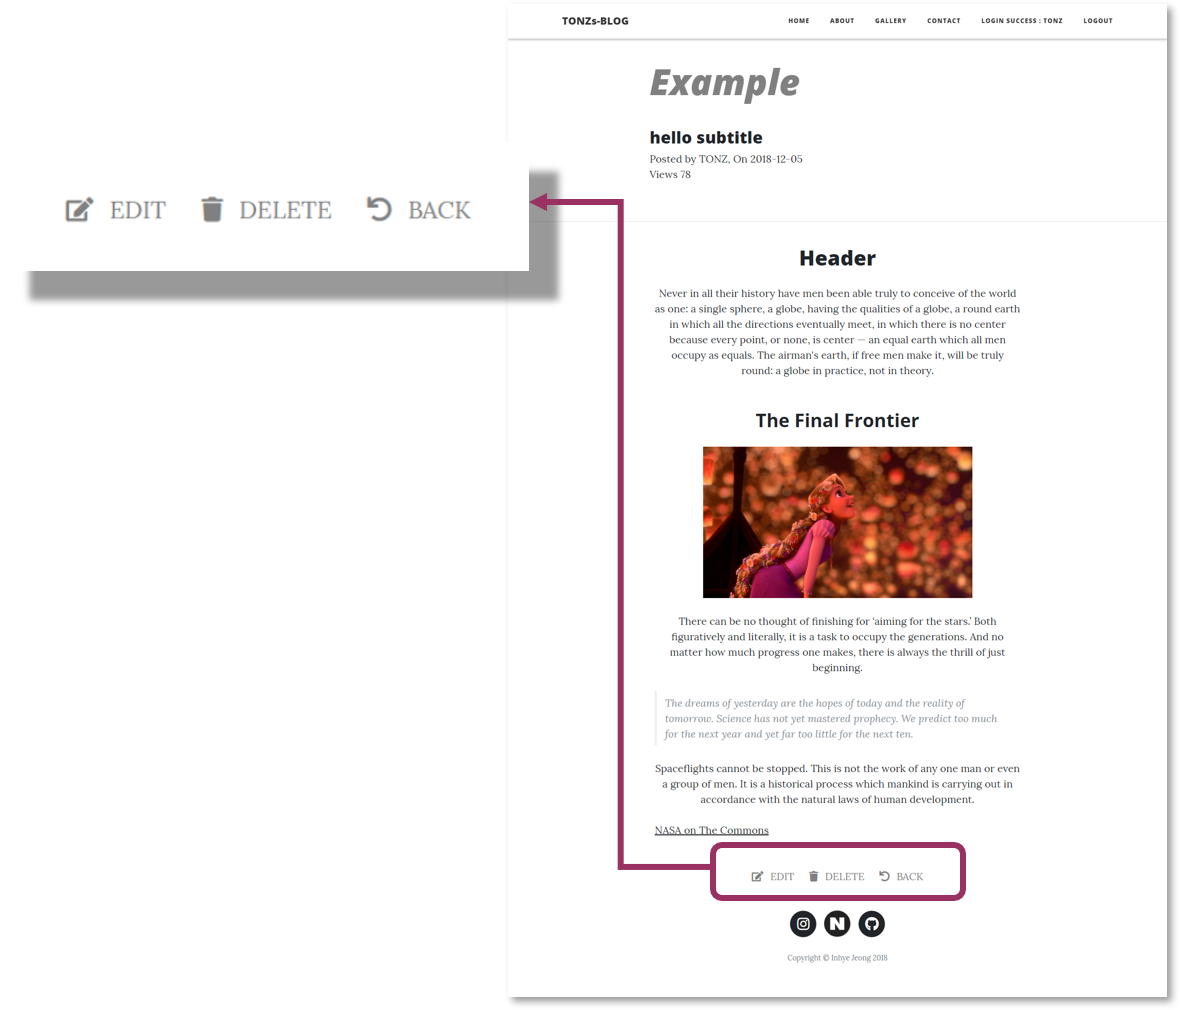 TONZs-BLOG
HOME ABOUT GALLERY CONTACT LOGIN SUCCESS : TONZ LOGOUT
Example
hello subtitle
Posted by TONZ, On 2018-12-05
Views 78
EDIT DELETE BACK
Header
Never in all their history have men been able truly to conceive of the world
as one: a single sphere, a globe, having the qualities of a globe, a round earth
in which all the directions eventually meet, in which there is no center
because every point, or none, is center — an equal earth which all men
occupy as equals. The airman's earth, if free men make it, will be truly
round: a globe in practice, not in theory.
The Final Frontier
There can be no thought of finishing for ‘aiming for the stars.’ Both
figuratively and literally, it is a task to occupy the generations. And no
matter how much progress one makes, there is always the thrill of just
beginning.
The dreams of yesterday are the hopes of today and the reality of
tomorrow. Science has not yet mastered prophecy. We predict too much
for the next year and yet far too little for the next ten.
Spaceflights cannot be stopped. This is not the work of any one man or even
a group of men. It is a historical process which mankind is carrying out in
accordance with the natural laws of human development.
NASA on The Commons
EDIT DELETE BACK
N
Copyright © Inhye Jeong 2018